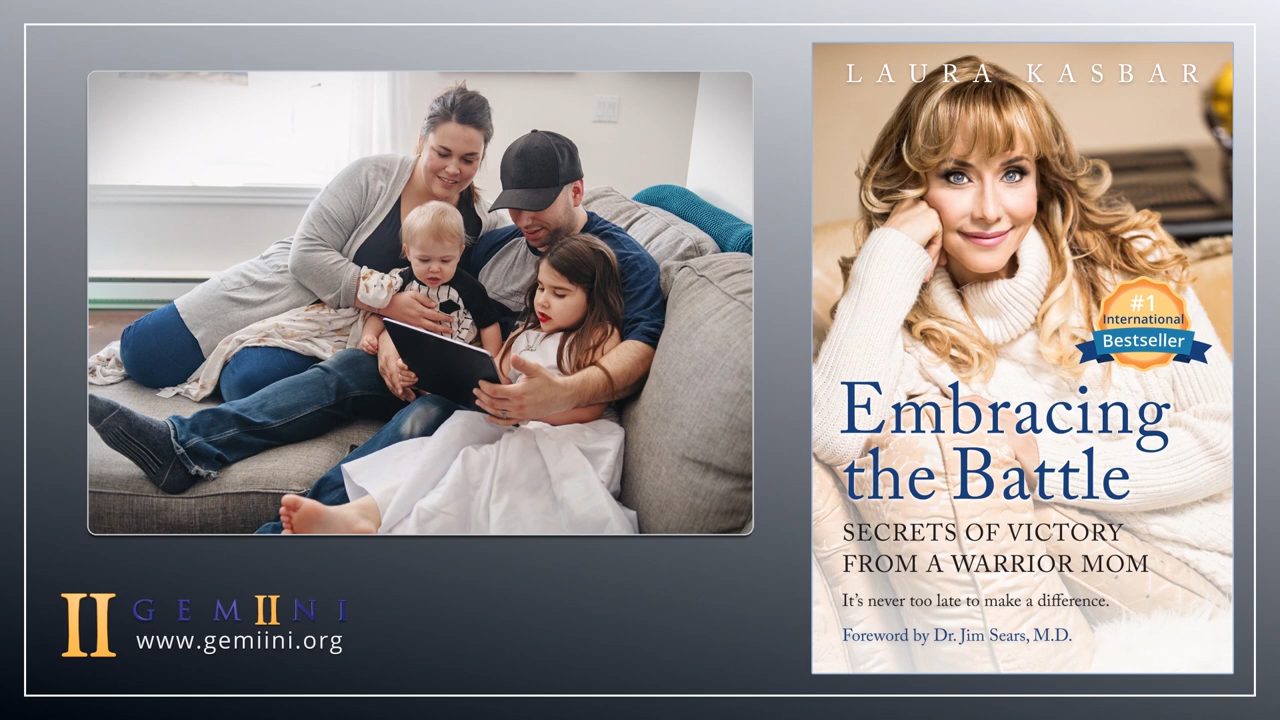 LAURA KASBAR
#1
International
Bestseller
Embracing
the Battle
SECRETS OF VICTORY
FROM A WARRIOR MOM
It's never too late to make a difference.
Foreword by Dr. Jim Sears, M.D.
II GEMIINI
www.gemiini.org